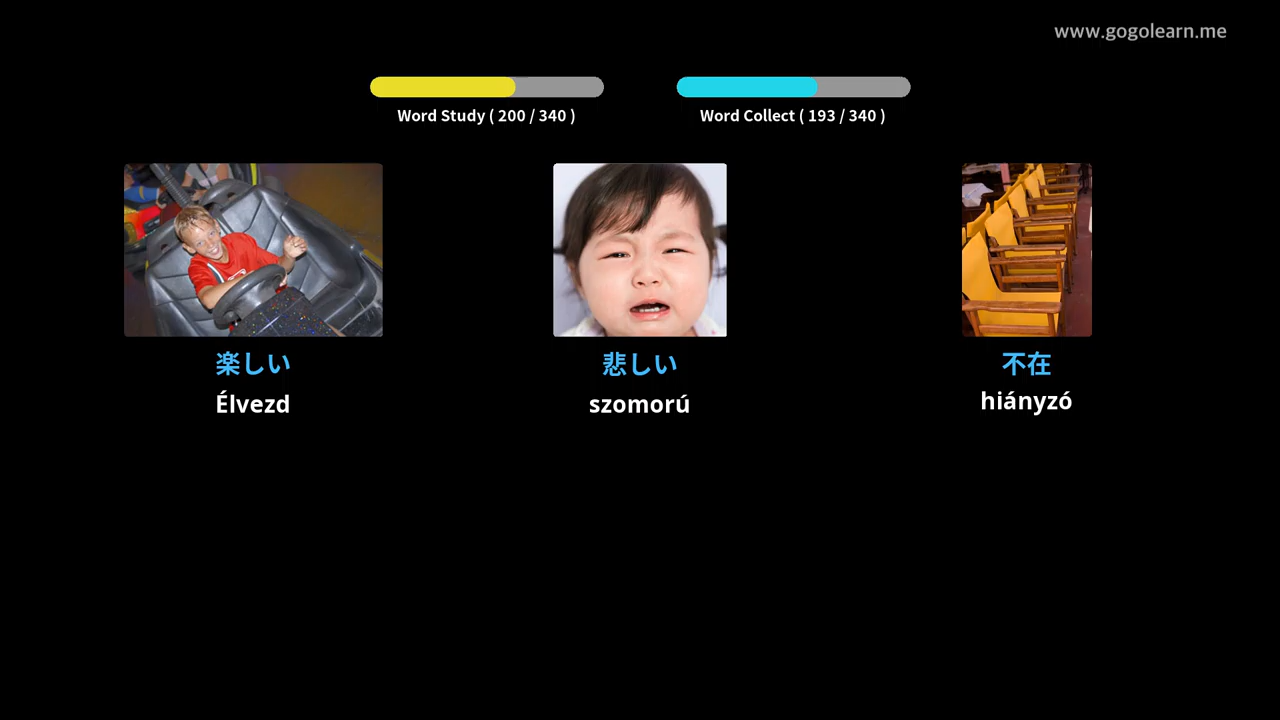 www.gogolearn.me
Word Study ( 200 / 340 )
Word Collect ( 193 / 340 )
楽しい
悲しい
不在
Élvezd
szomorú
hiányzó